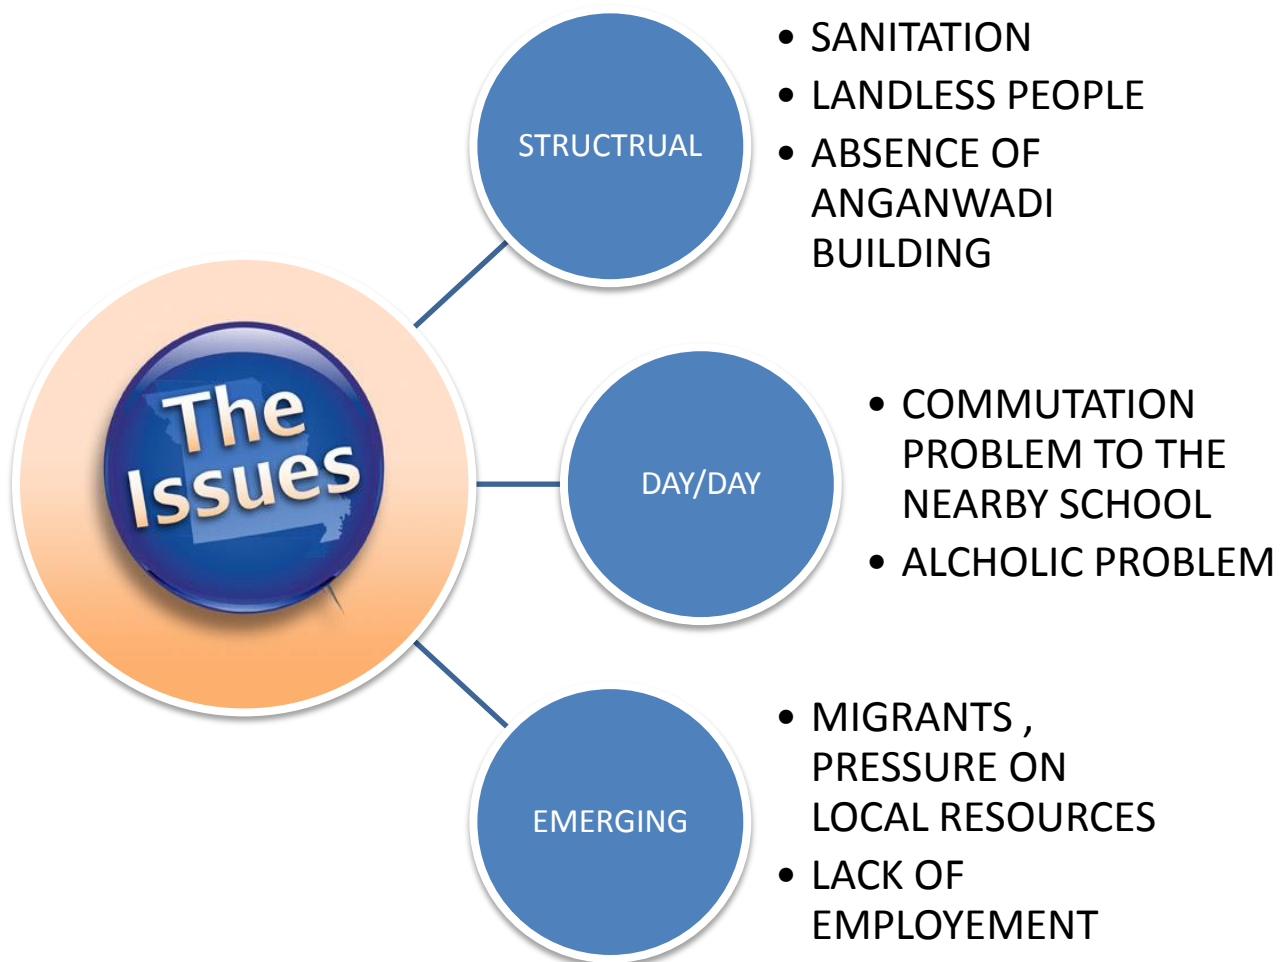 The
Issues
STRUCTRUAL
• SANITATION
• LANDLESS PEOPLE
• ABSENCE OF
ANGANWADI
BUILDING
DAY/DAY
• COMMUTATION
PROBLEM TO THE
NEARBY SCHOOL
• ALCHOLIC PROBLEM
EMERGING
• MIGRANTS ,
PRESSURE ON
LOCAL RESOURCES
• LACK OF
EMPLOYEMENT